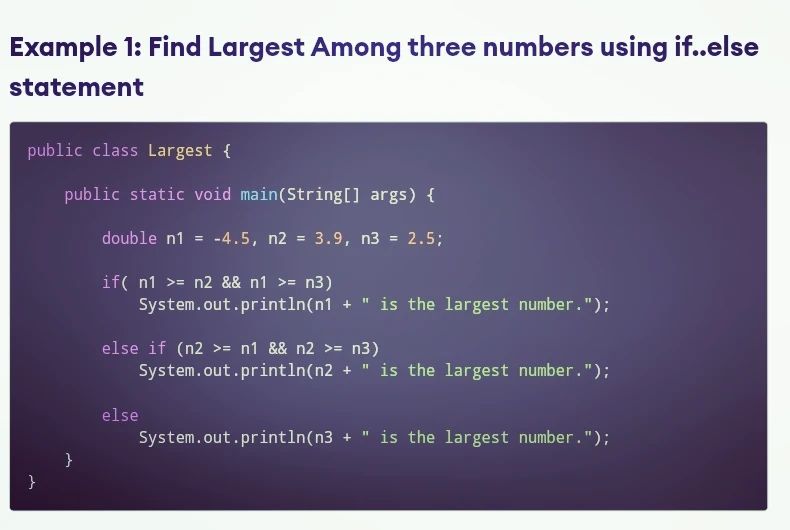 Example 1: Find Largest Among three numbers using if..else
statement
public class Largest {
    public static void main(String[] args) {
        double n1 = -4.5, n2 = 3.9, n3 = 2.5;
        if( n1 >= n2 && n1 >= n3)
            System.out.println(n1 + " is the largest number.");
        else if (n2 >= n1 && n2 >= n3)
            System.out.println(n2 + " is the largest number.");
        else
            System.out.println(n3 + " is the largest number.");
    }
}